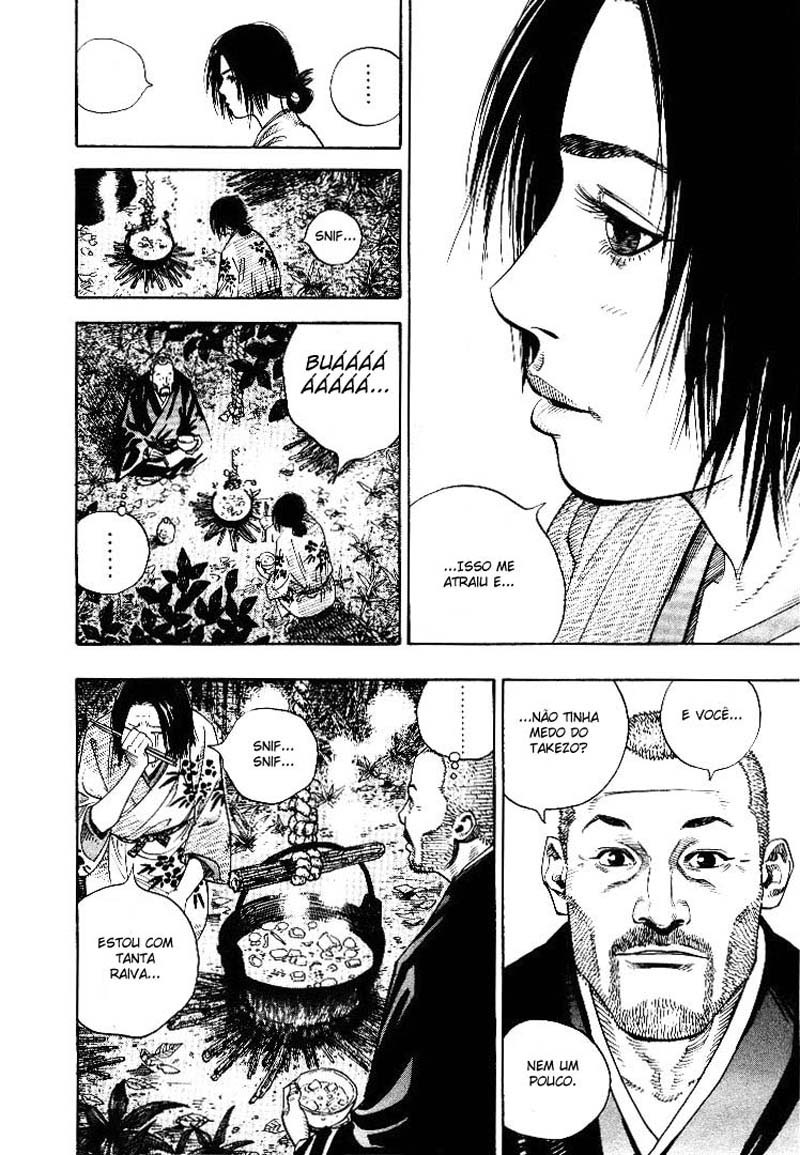 ...ISSO ME
ATRAIU E...
......
SNIF...
BUÁÁÁÁ
ÁÁÁÁÁ...
......
E VOCÊ...
...NÃO TINHA
MEDO DO
TAKEZO?
NEM UM
POUCO.
......
SNIF...
SNIF...
ESTOU COM
TANTA
RAIVA...